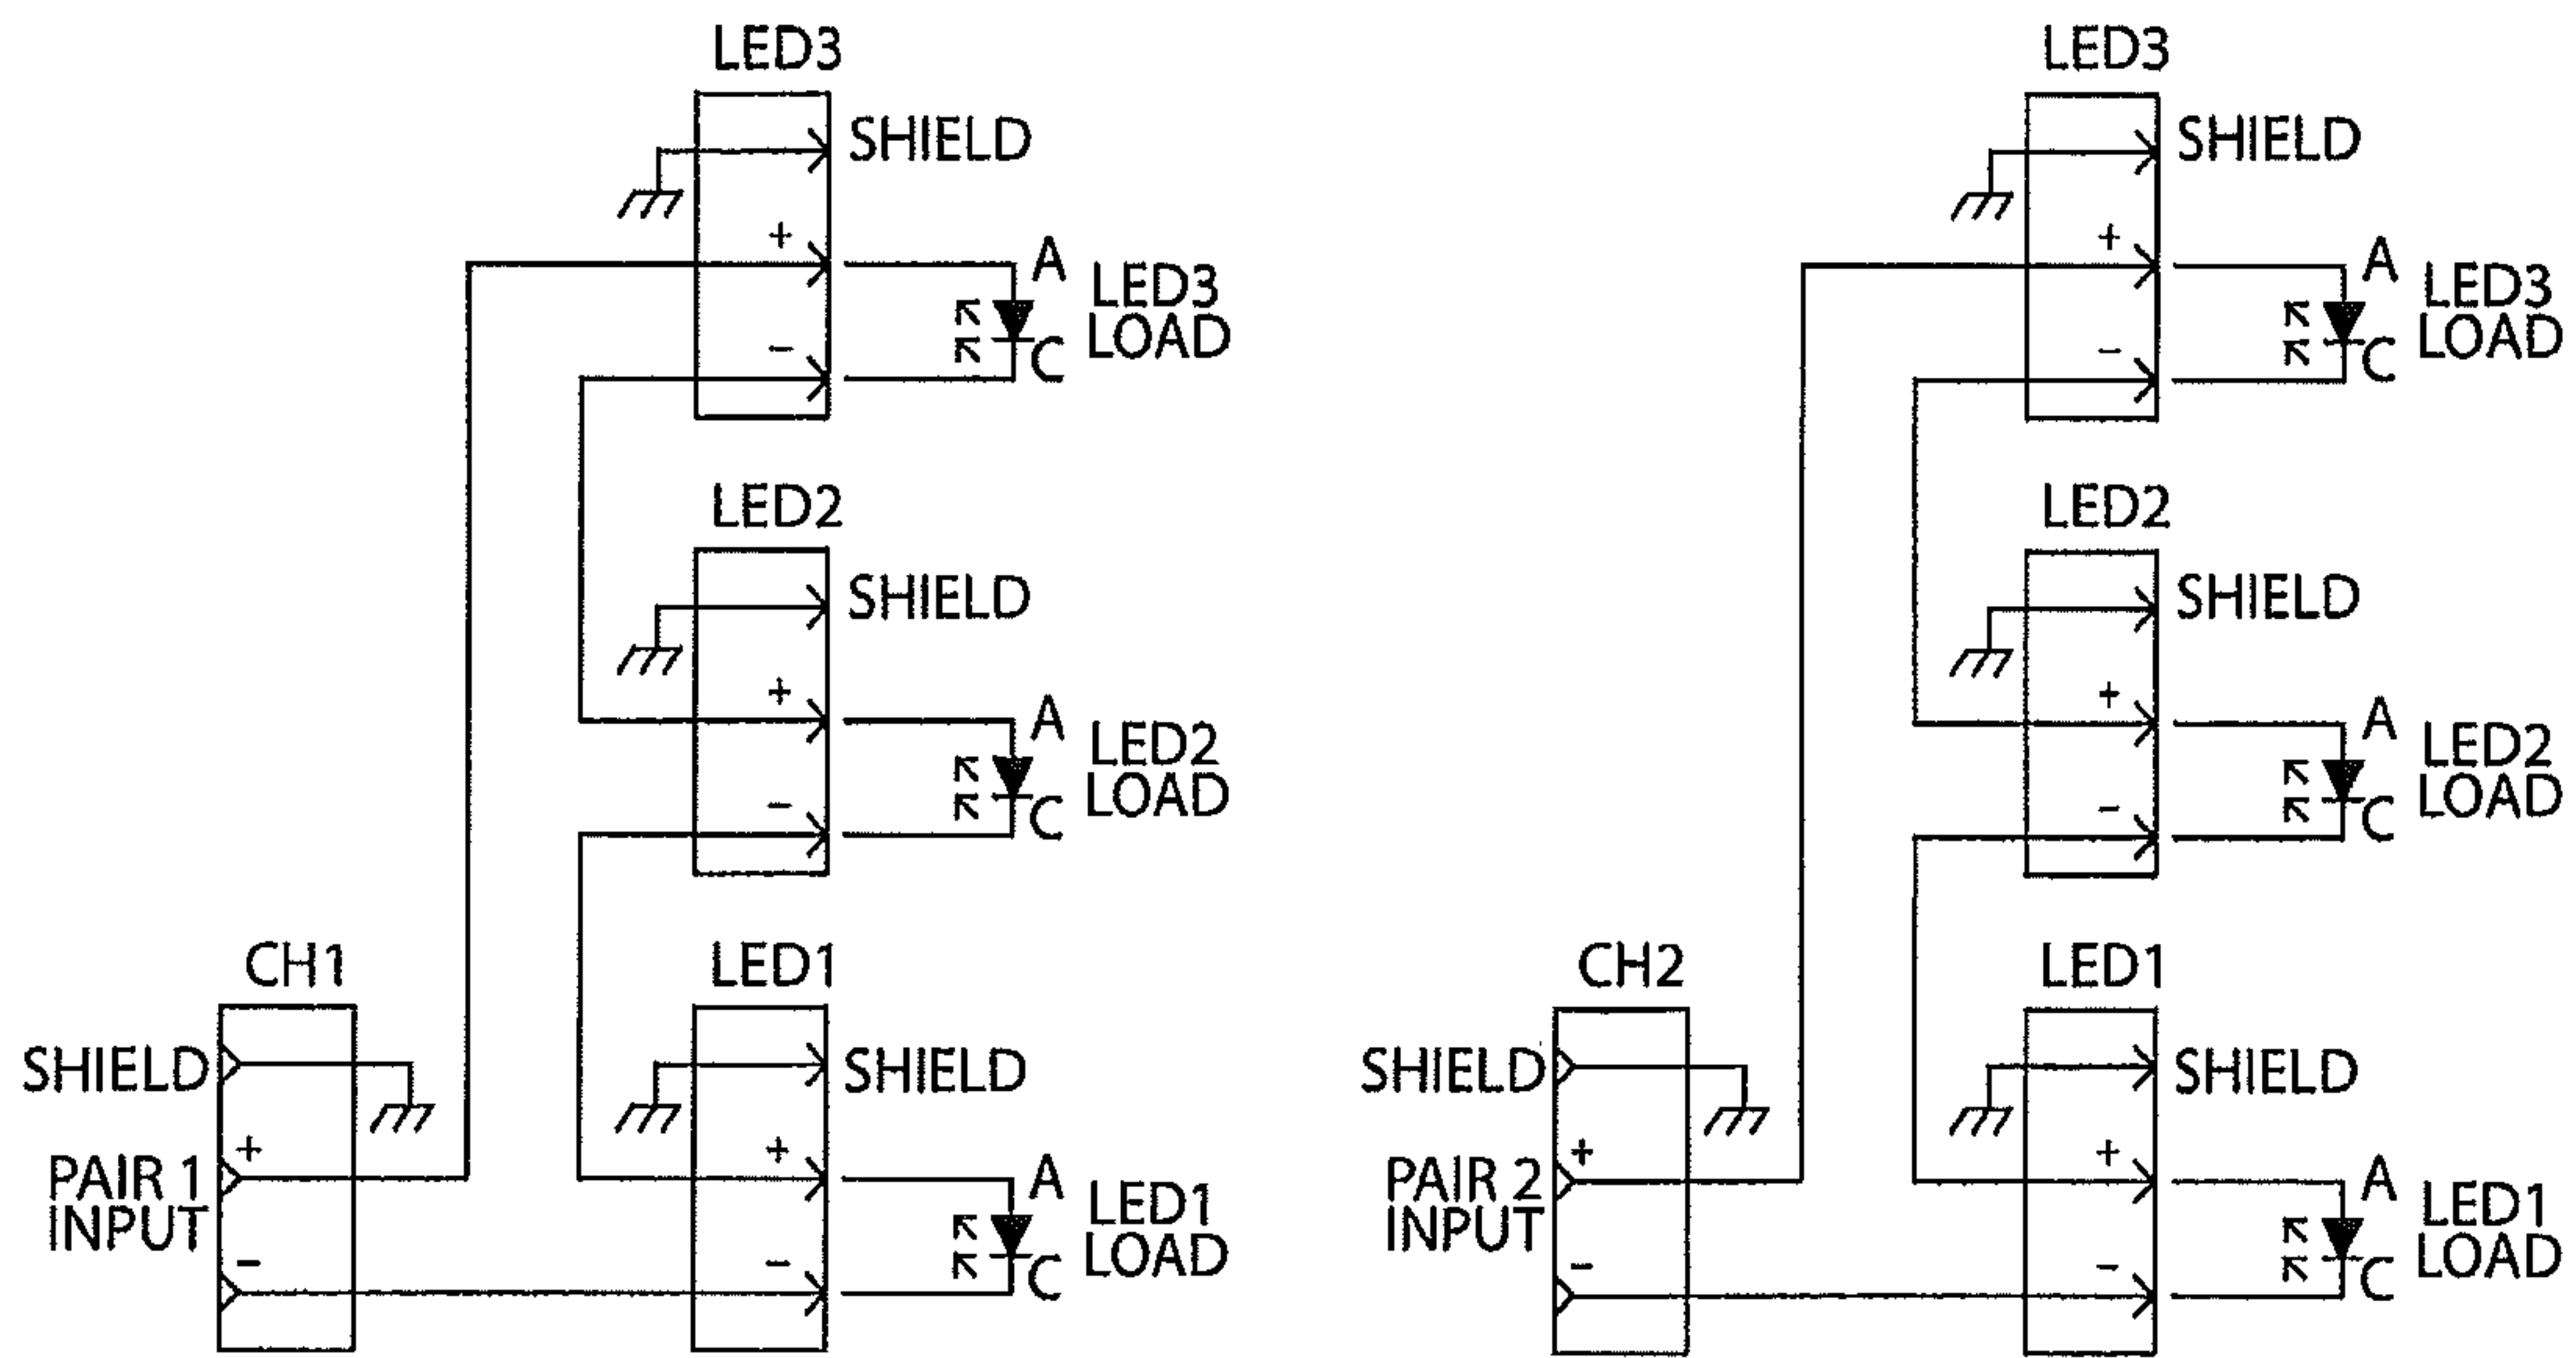 LED3
SHIELD
+
A
LED3
LOAD
-
C
LED2
SHIELD
+
A
LED2
LOAD
-
C
CH1
SHIELD
+
PAIR 1
INPUT
-
LED1
SHIELD
+
A
LED1
LOAD
-
C
LED3
SHIELD
+
A
LED3
LOAD
-
C
LED2
SHIELD
+
A
LED2
LOAD
-
C
CH2
SHIELD
+
PAIR 2
INPUT
-
LED1
SHIELD
+
A
LED1
LOAD
-
C